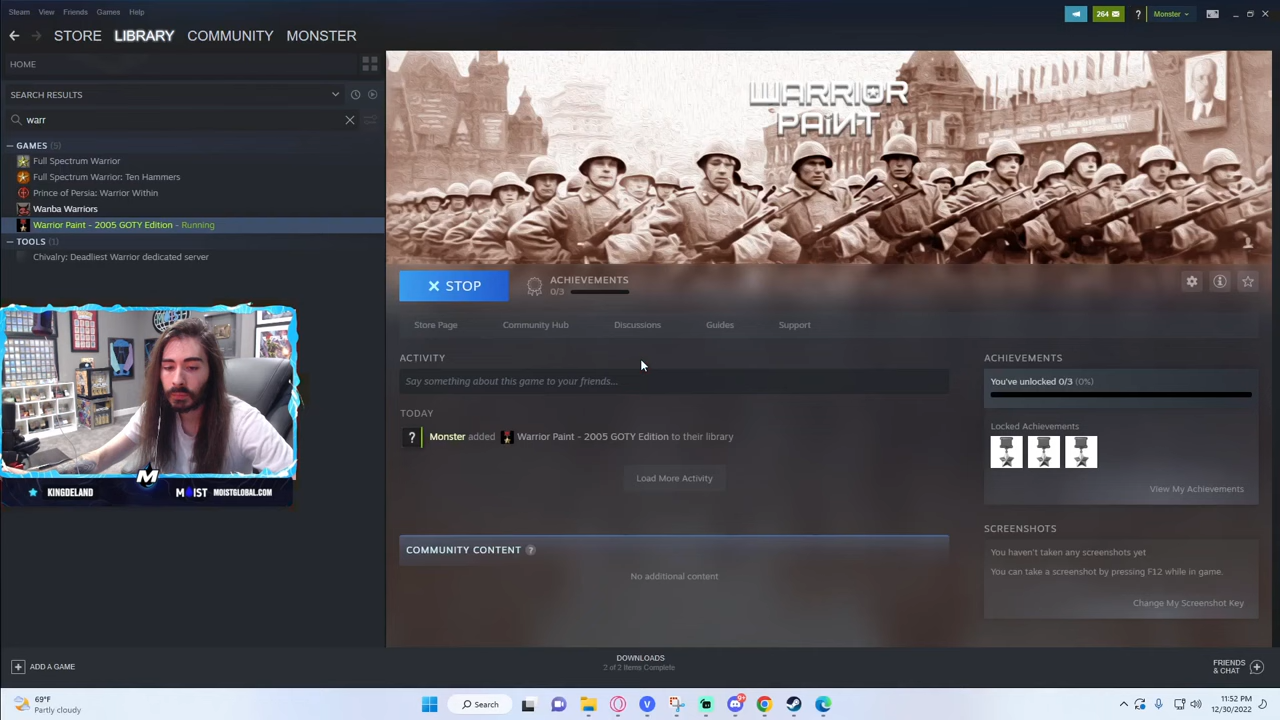 Steam View Friends Games Help
264
?
Monster
STORE LIBRARY COMMUNITY MONSTER
HOME
SEARCH RESULTS
warr
GAMES (5)
Full Spectrum Warrior
Full Spectrum Warrior: Ten Hammers
Prince of Persia: Warrior Within
Wanba Warriors
Warrior Paint - 2005 GOTY Edition - Running
TOOLS (1)
Chivalry: Deadliest Warrior dedicated server
WARRIOR
PAINT
STOP
ACHIEVEMENTS
0/3
Store Page Community Hub Discussions Guides Support
ACTIVITY
Say something about this game to your friends...
TODAY
? Monster added Warrior Paint - 2005 GOTY Edition to their library
Load More Activity
COMMUNITY CONTENT ?
No additional content
ACHIEVEMENTS
You've unlocked 0/3 (0%)
Locked Achievements
View My Achievements
SCREENSHOTS
You haven't taken any screenshots yet
You can take a screenshot by pressing F12 while in game.
Change My Screenshot Key
M
KINGDELAND MOIST MOISTGLOBAL.COM
ADD A GAME
DOWNLOADS
2 of 2 Items Complete
FRIENDS
& CHAT
69°F
Partly cloudy
Search
9+
11:52 PM
12/30/2022